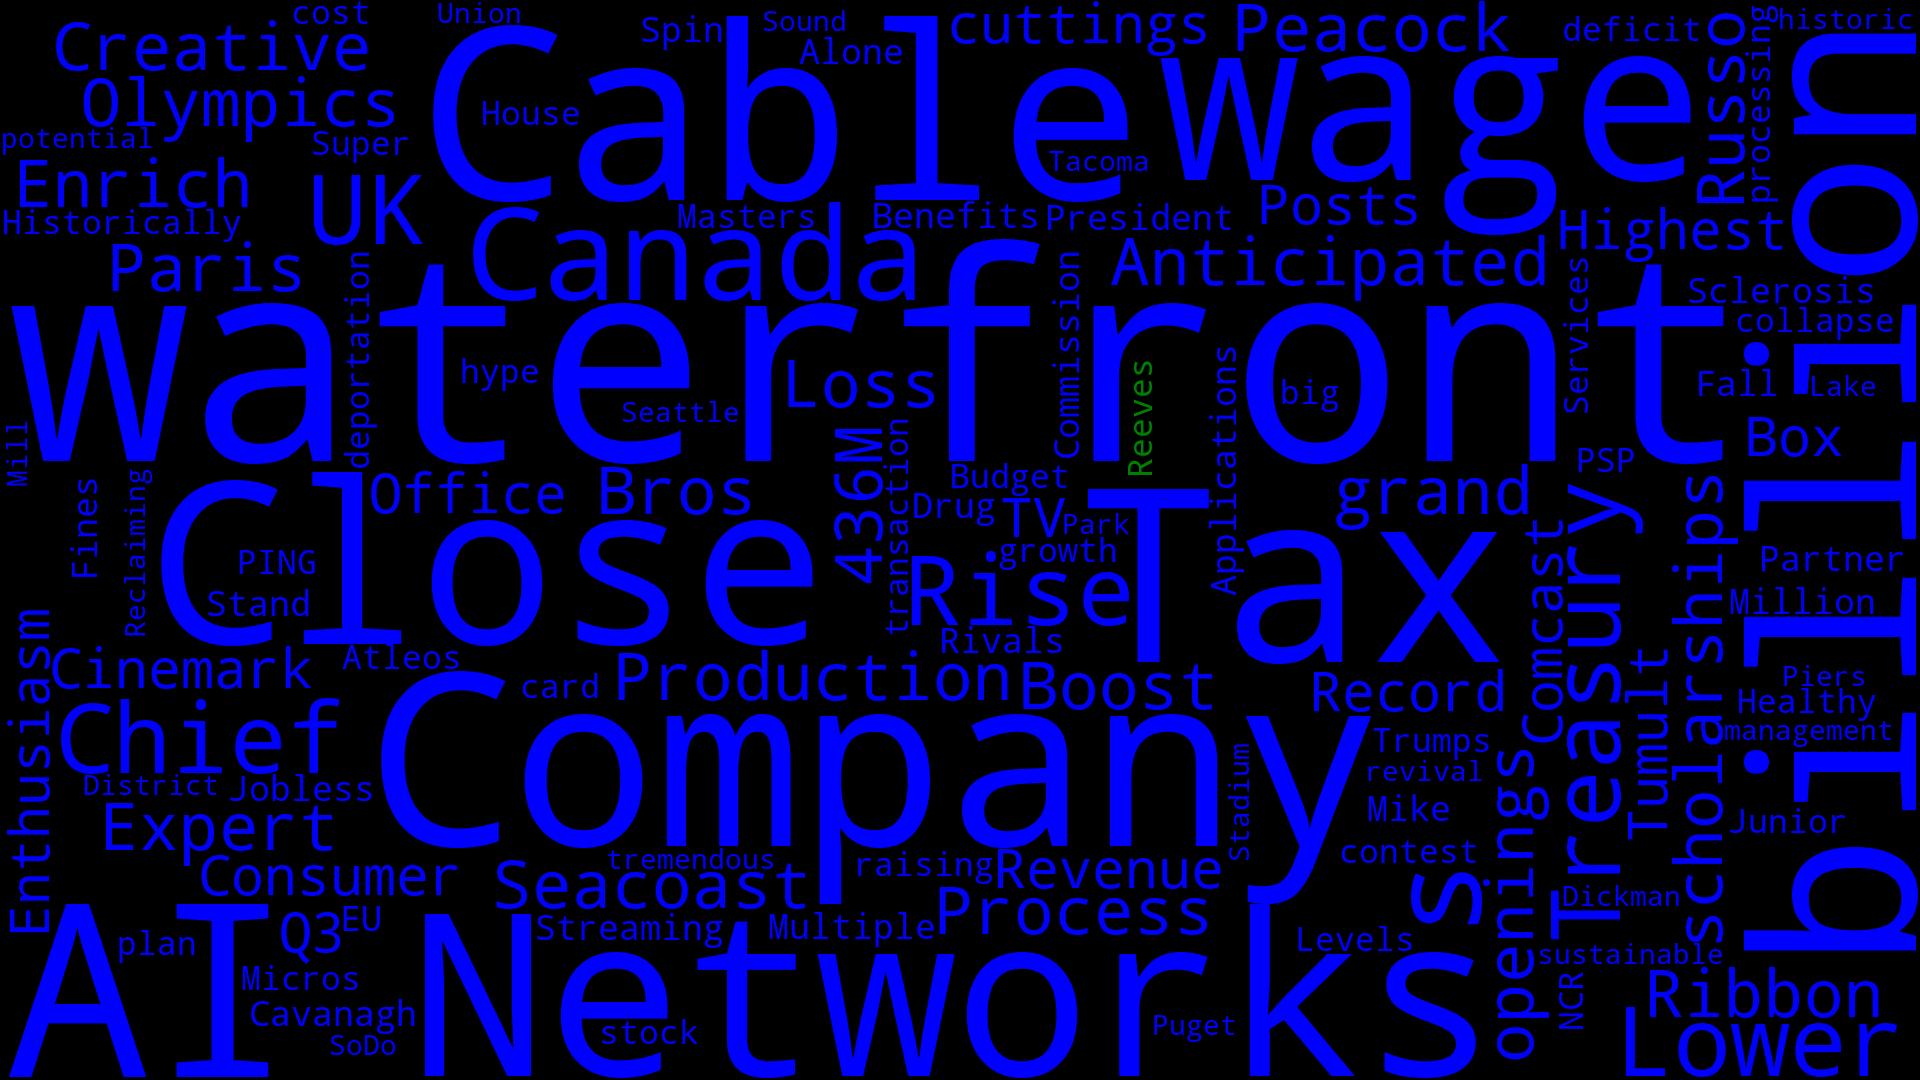 cost
Union
Spin
Sound
cuttings
Peacock
deficit
Russo
processing
historic
Creative
Cable
Alone
wage
billion
Olympics
House
potential
Super
Tacoma
Enrich
UK
Historically
Canada
Masters
Benefits
President
Posts
Highest
Paris
deportation
waterfront
Commission
Anticipated
Services
Sclerosis
collapse
hype
Loss
Seattle
Reeves
Applications
big
Fall
Lake
Mill
Box
Fines
Reclaiming
Close
Office
Bros
436M
transaction
Budget
Drug
TV
Park
growth
Tax
grand
PSP
Treasury
scholarships
PING
Stand
Rise
Comcast
Partner
Million
Enthusiasm
Cinemark
Atleos
Rivals
card
Production
Boost
Record
Tumult
Piers
Healthy
management
Chief
Company
Trumps
revival
District
Jobless
Stadium
Mike
Junior
Expert
openings
Consumer
tremendous
Seacoast
raising
Revenue
contest
s
Dickman
AI
plan
Q3
EU
Networks
Streaming
Multiple
Process
Levels
sustainable
Micros
NCR
Ribbon
Cavanagh
SoDo
stock
Puget
Lower